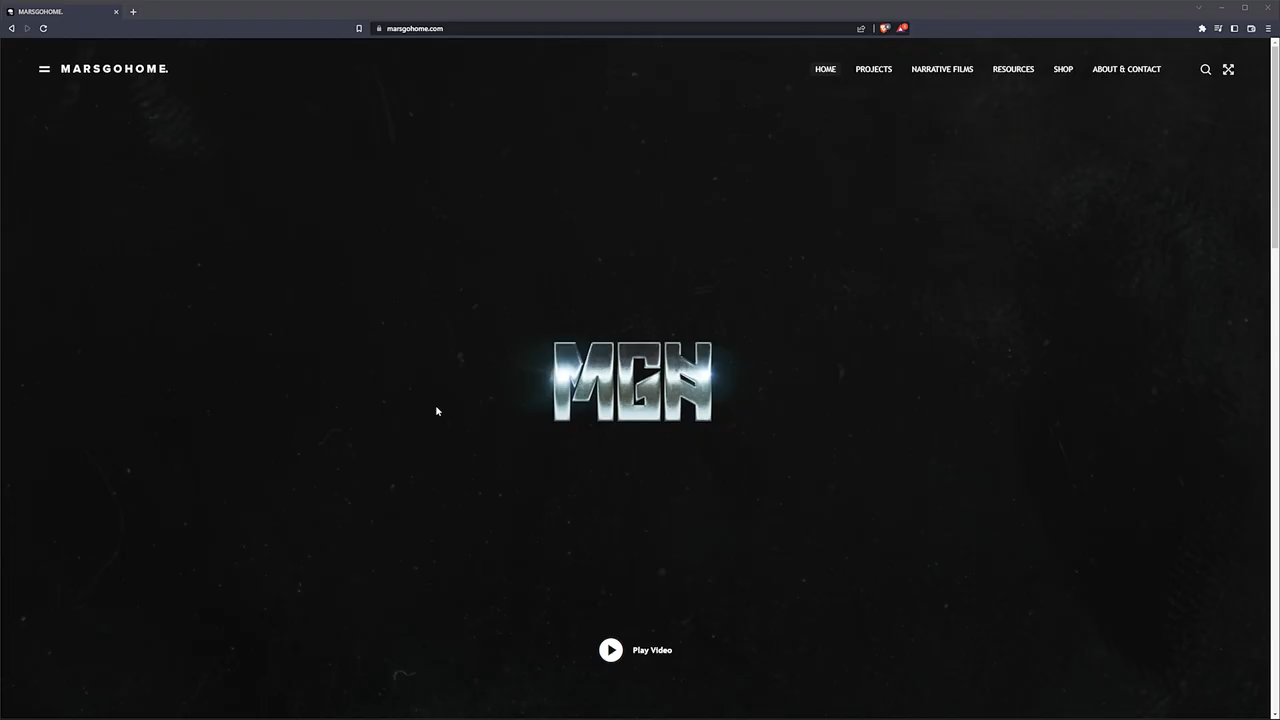 MARSGOHOME.
marsgohome.com
MARSGOHOME.
HOME
PROJECTS
NARRATIVE FILMS
RESOURCES
SHOP
ABOUT & CONTACT
MGH
Play Video